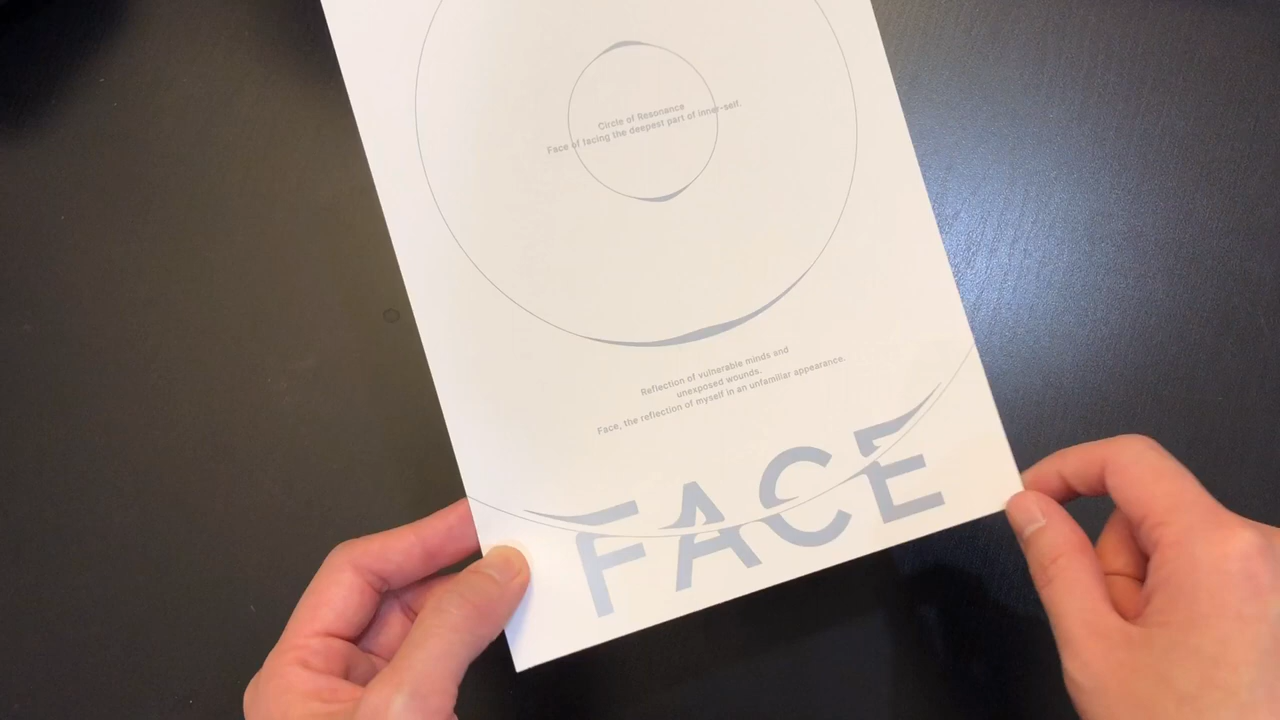 Circle of Resonance
Face of facing the deepest part of inner-self.
Reflection of vulnerable minds and
unexposed wounds.
Face, the reflection of myself in an unfamiliar appearance.
FACE